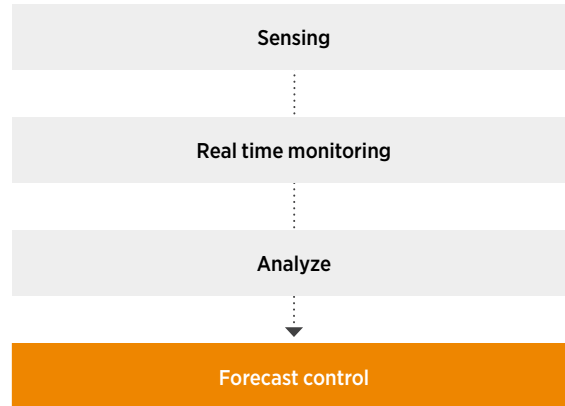 Sensing
Real time monitoring
Analyze
Forecast control